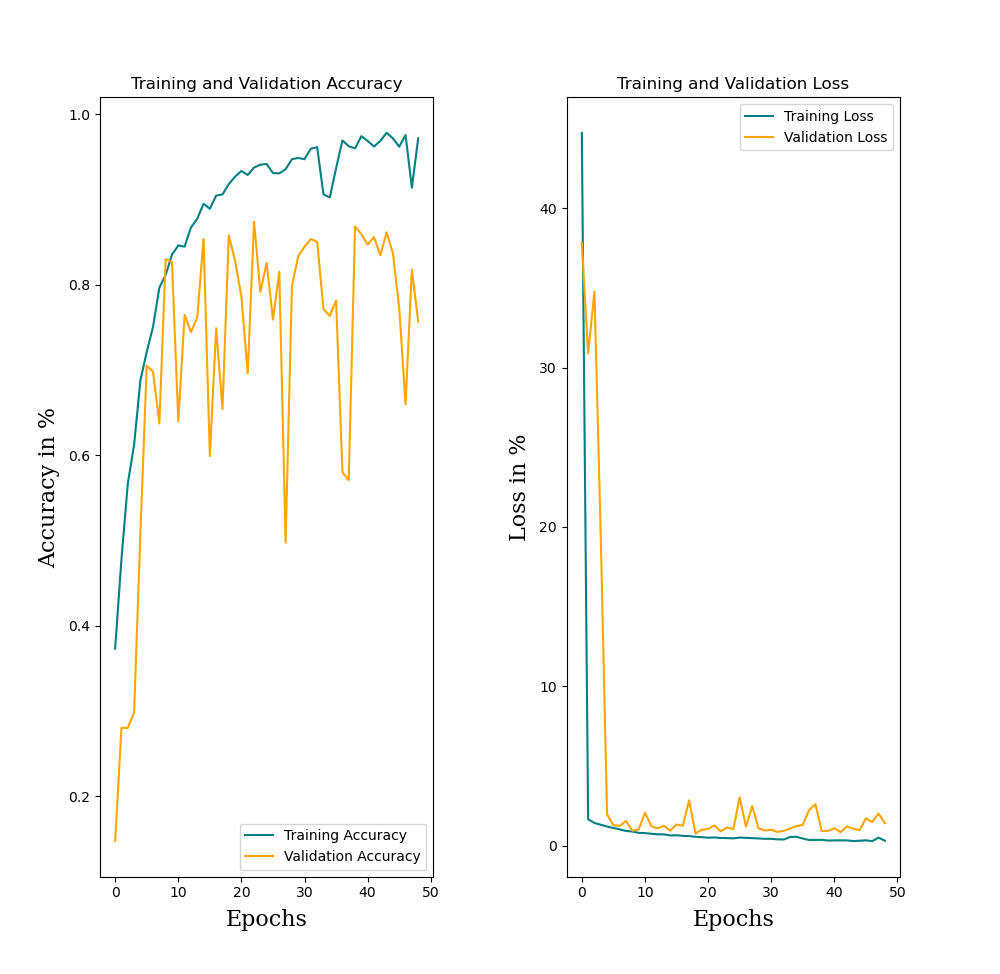 Training and Validation Accuracy
Accuracy in %
1.0
0.8
0.6
0.4
0.2
0 10 20 30 40 50
Epochs
Training Accuracy
Validation Accuracy
Training and Validation Loss
Loss in %
40
30
20
10
0
0 10 20 30 40 50
Epochs
Training Loss
Validation Loss